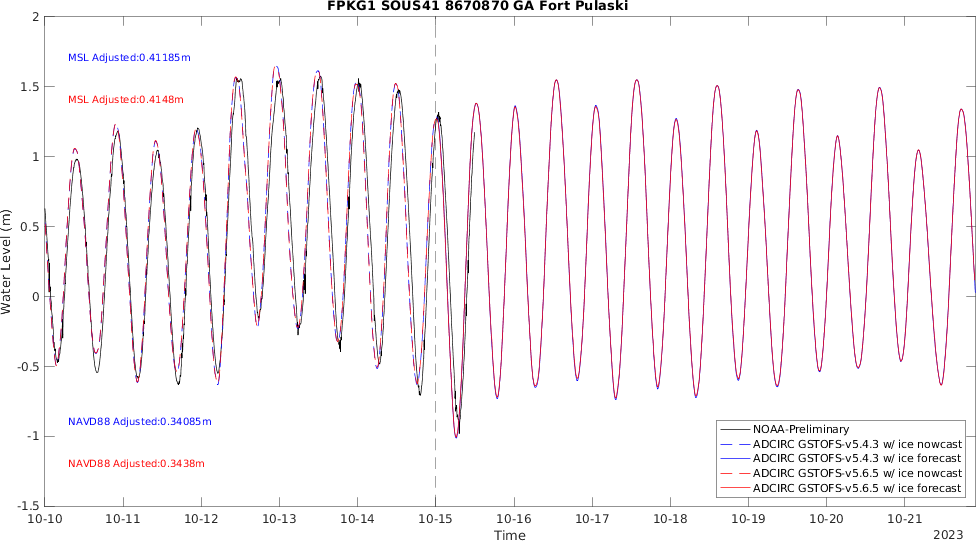 FPKG1 SOUS41 8670870 GA Fort Pulaski
2
1.5
1
0.5
0
-0.5
-1
-1.5
Water Level (m)
MSL Adjusted:0.41185m
MSL Adjusted:0.4148m
NAVD88 Adjusted:0.34085m
NAVD88 Adjusted:0.3438m
NOAA-Preliminary
ADCIRC GSTOFS-v5.4.3 w/ ice nowcast
ADCIRC GSTOFS-v5.4.3 w/ ice forecast
ADCIRC GSTOFS-v5.6.5 w/ ice nowcast
ADCIRC GSTOFS-v5.6.5 w/ ice forecast
10-10 10-11 10-12 10-13 10-14 10-15 10-16 10-17 10-18 10-19 10-20 10-21
Time
2023